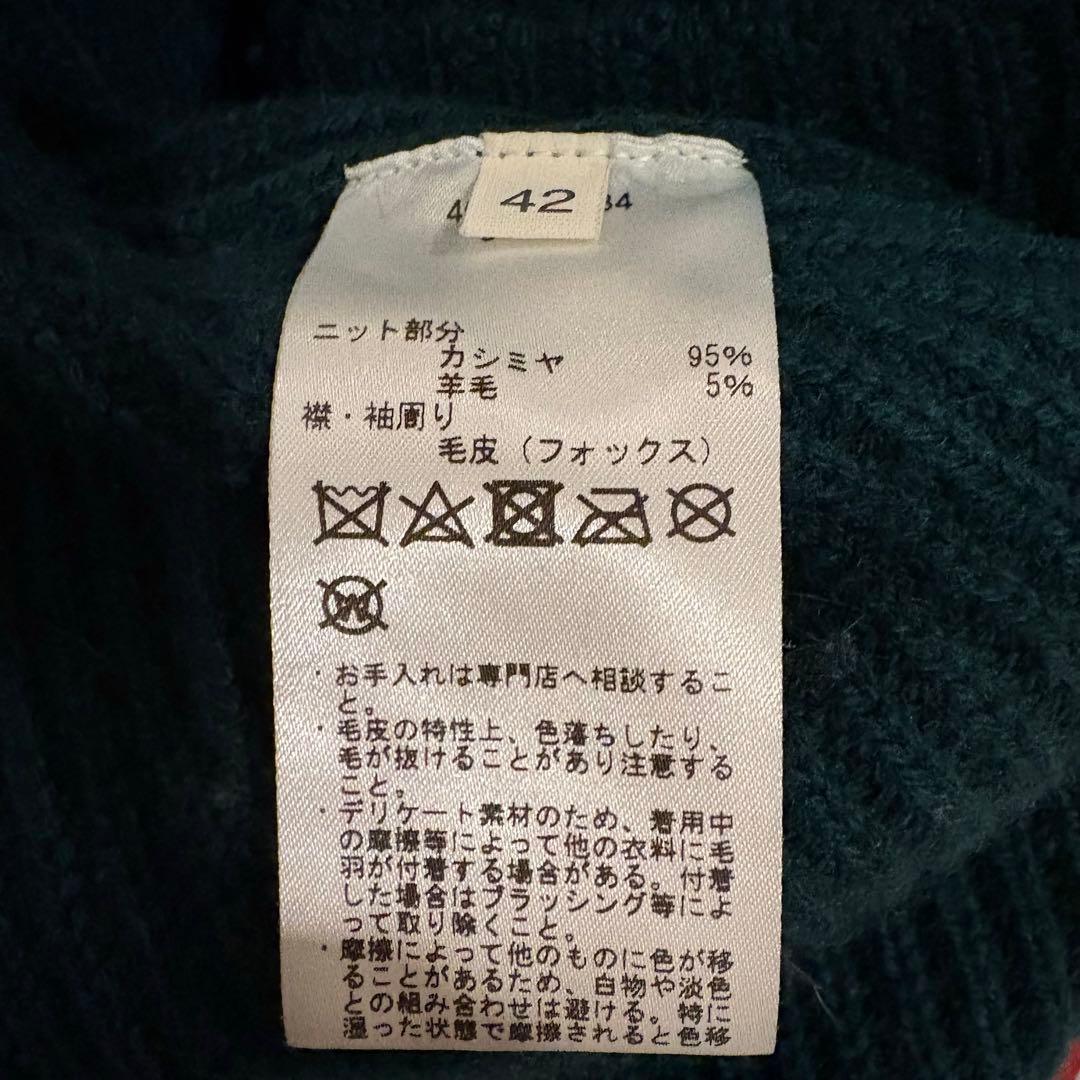 42
ニット部分
カシミヤ 95%
羊毛 5%
襟・袖周り
毛皮(フォックス)
・お手入れは専門店へ相談するこ
と。
・毛皮の特性上、色落ちしたり、
毛が抜けることがあり注意する
こと。
・デリケート素材のため、着用中
の摩擦等によって他の衣料に毛
羽が付着する場合がある。付着
した場合はブラッシング等によ
って取り除くこと。
・摩擦によって他のものに色が移
ることがあるため、白物や淡色
との組み合わせは避ける。特に
湿った状態で摩擦されると色移